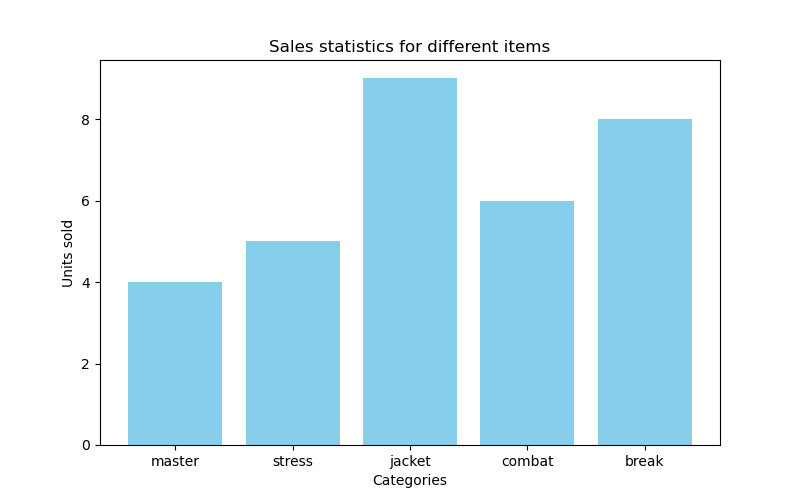 Sales statistics for different items
Units sold
8
6
4
2
0
master stress jacket combat break
Categories